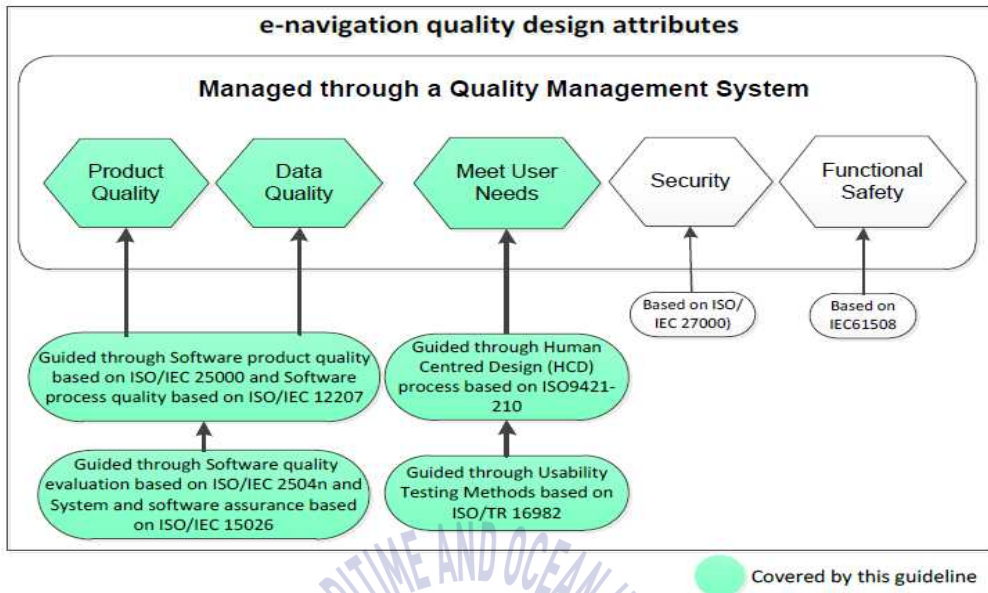 e-navigation quality design attributes
Managed through a Quality Management System
Product
Quality
Data
Quality
Meet User
Needs
Security
Functional
Safety
Based on ISO/
IEC 27000)
Based on
IEC61508
Guided through Software product quality
based on ISO/IEC 25000 and Software
process quality based on ISO/IEC 12207
Guided through Human
Centred Design (HCD)
process based on ISO9421-
210
Guided through Software quality
evaluation based on ISO/IEC 2504n and
System and software assurance based
on ISO/IEC 15026
Guided through Usability
Testing Methods based on
ISO/TR 16982
AND OCEAN
Covered by this guideline